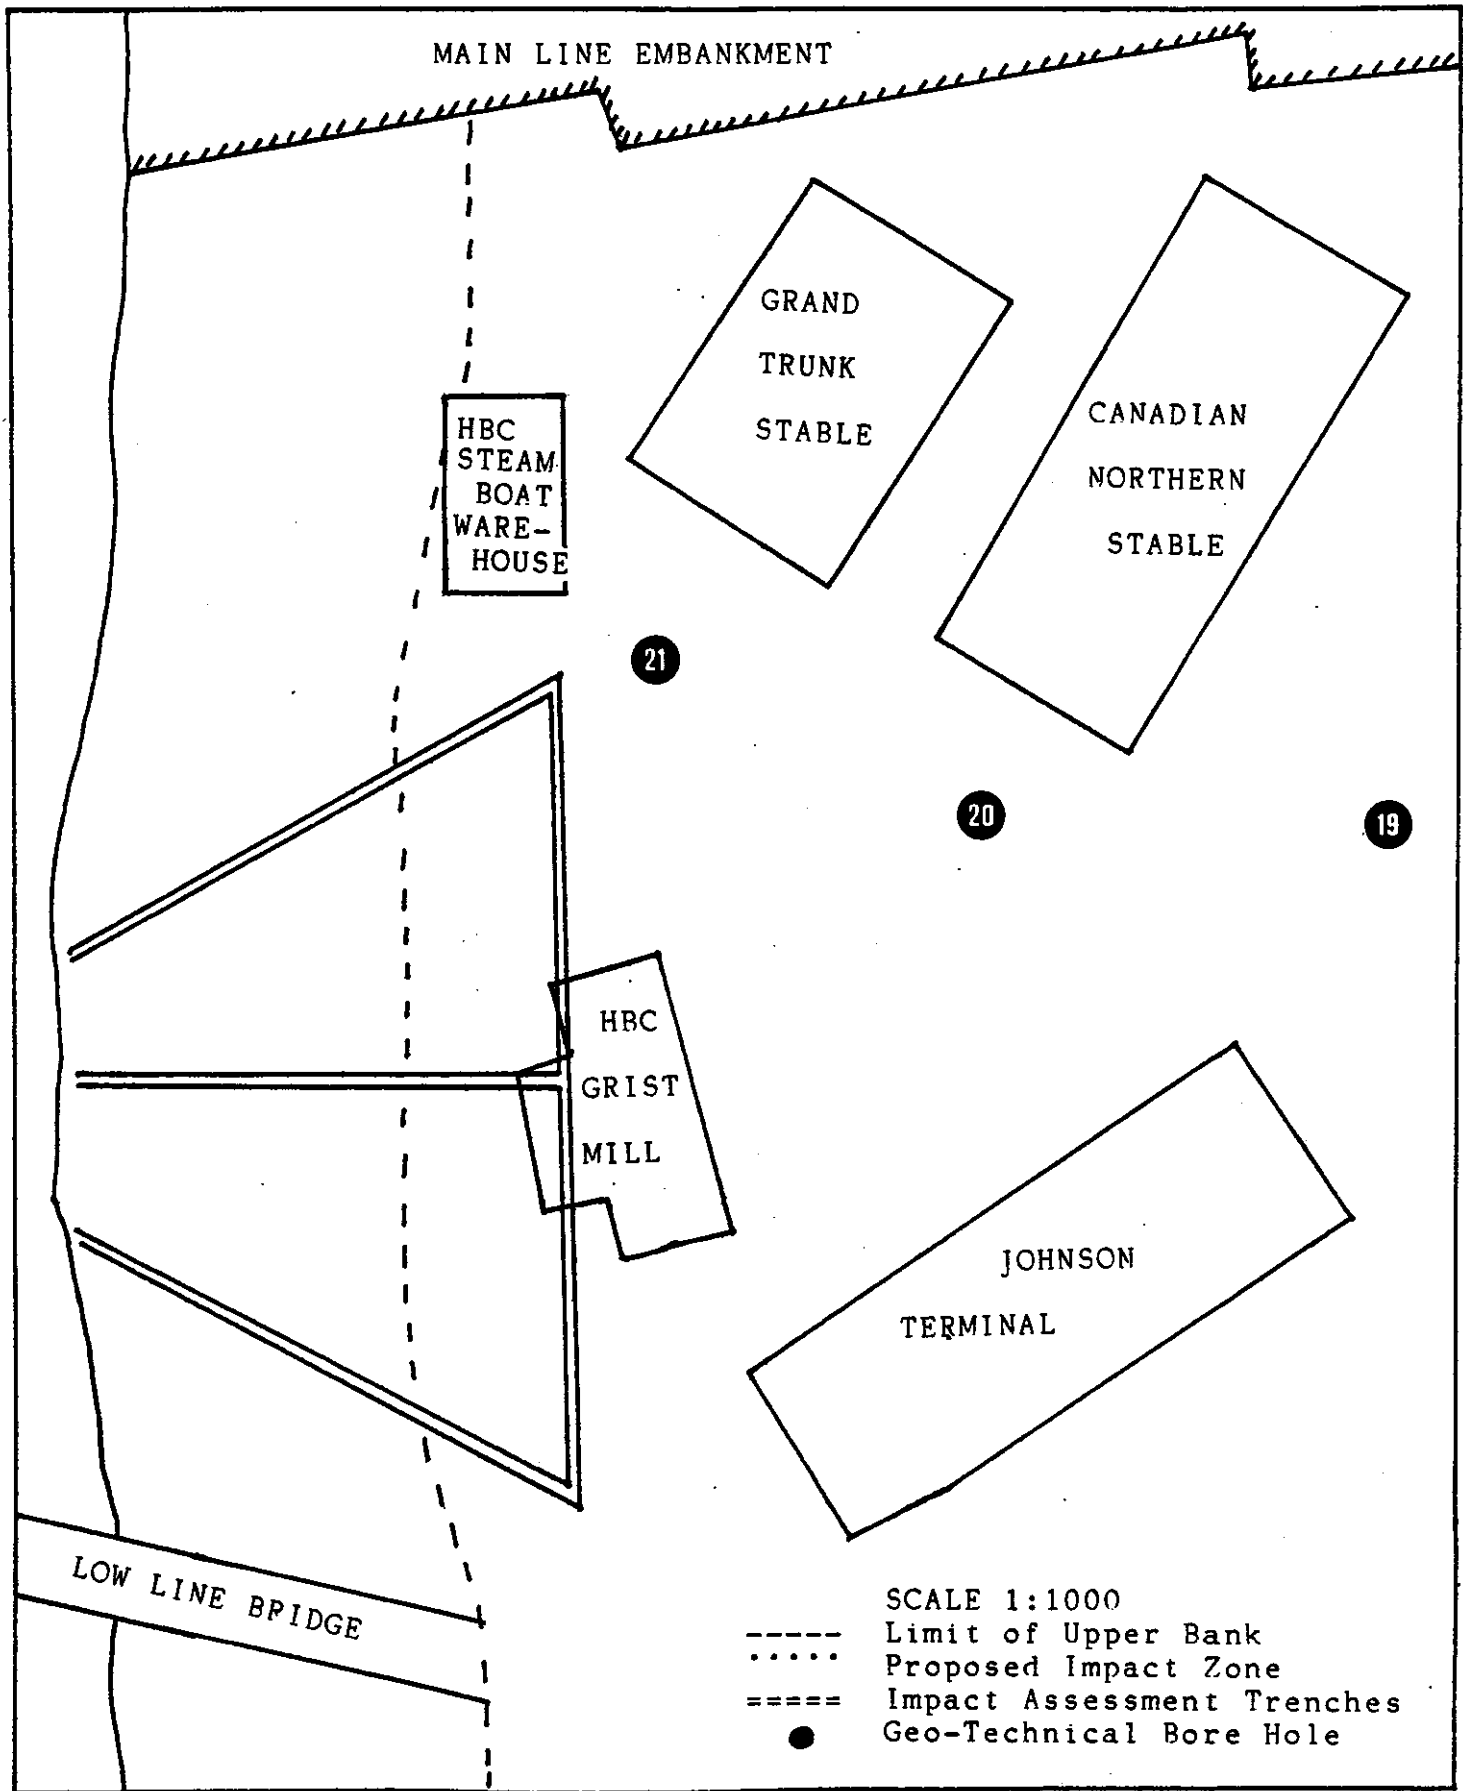 MAIN LINE EMBANKMENT
GRAND
TRUNK
STABLE
CANADIAN
NORTHERN
STABLE
HBC
STEAM
BOAT
WARE-
HOUSE
21
20
19
HBC
GRIST
MILL
JOHNSON
TERMINAL
LOW LINE BRIDGE
SCALE 1:1000
Limit of Upper Bank
Proposed Impact Zone
Impact Assessment Trenches
Geo-Technical Bore Hole